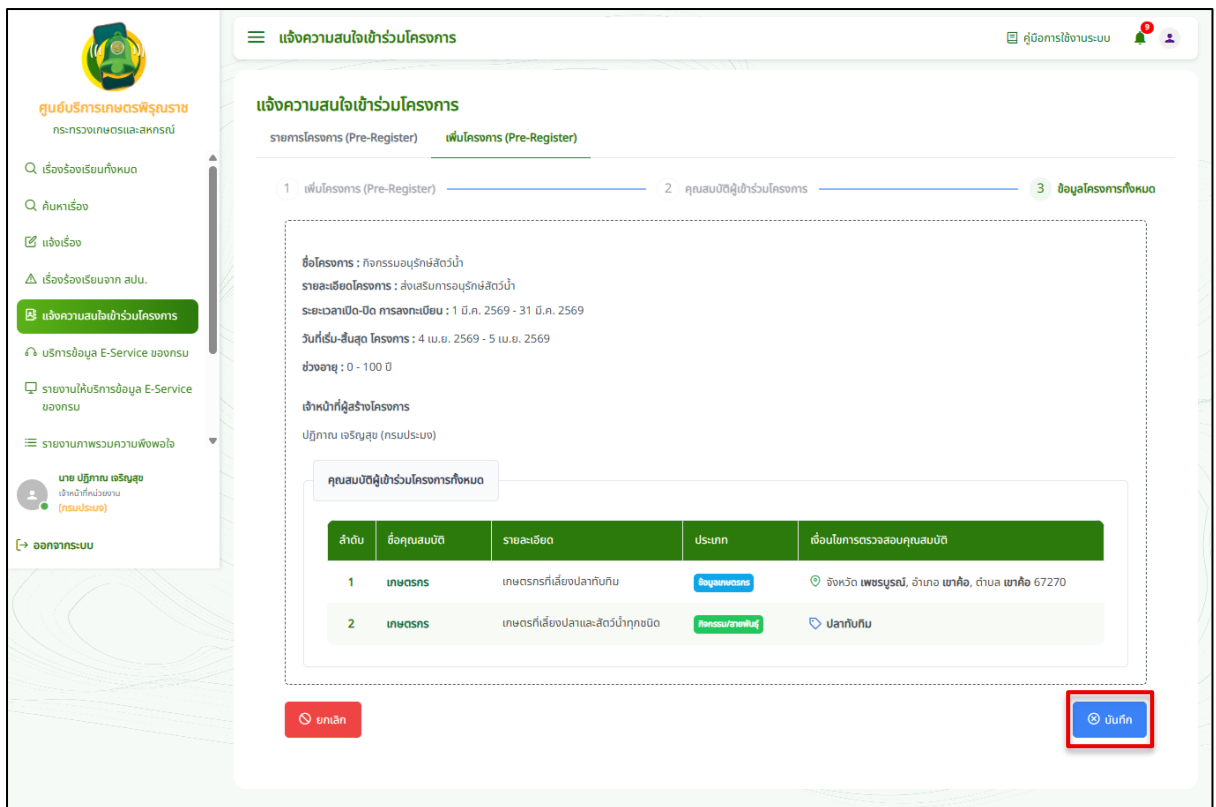 ศูนย์บริการเกษตรพิรุณราช
กระทรวงเกษตรและสหกรณ์
เรื่องร้องเรียนทั้งหมด
ค้นหาเรื่อง
แจ้งเรื่อง
เรื่องร้องเรียนจาก สปน.
แจ้งความสนใจเข้าร่วมโครงการ
บริการข้อมูล E-Service ของกรม
รายงานให้บริการข้อมูล E-Service
ของกรม
รายงานภาพรวมความพึงพอใจ
นาย ปฏิภาณ เจริญสุข
เจ้าหน้าที่หน่วยงาน
(กรมประมง)
ออกจากระบบ
แจ้งความสนใจเข้าร่วมโครงการ
คู่มือการใช้งานระบบ
9
แจ้งความสนใจเข้าร่วมโครงการ
รายการโครงการ (Pre-Register) เพิ่มโครงการ (Pre-Register)
1 เพิ่มโครงการ (Pre-Register) 2 คุณสมบัติผู้เข้าร่วมโครงการ 3 ข้อมูลโครงการทั้งหมด
ชื่อโครงการ : กิจกรรมอนุรักษ์สัตว์น้ำ
รายละเอียดโครงการ : ส่งเสริมการอนุรักษ์สัตว์น้ำ
ระยะเวลาเปิด-ปิด การลงทะเบียน : 1 มี.ค. 2569 - 31 มี.ค. 2569
วันที่เริ่ม-สิ้นสุด โครงการ : 4 เม.ย. 2569 - 5 เม.ย. 2569
ช่วงอายุ : 0 - 100 ปี
เจ้าหน้าที่ผู้สร้างโครงการ
ปฏิภาณ เจริญสุข (กรมประมง)
คุณสมบัติผู้เข้าร่วมโครงการทั้งหมด
ลำดับ ชื่อคุณสมบัติ รายละเอียด ประเภท เงื่อนไขการตรวจสอบคุณสมบัติ
1 เกษตรกร เกษตรกรที่เลี้ยงปลาทับทิม ข้อมูลเกษตรกร จังหวัด เพชรบูรณ์, อำเภอ เขาค้อ, ตำบล เขาค้อ 67270
2 เกษตรกร เกษตรที่เลี้ยงปลาและสัตว์น้ำทุกชนิด กิจกรรม/สายพันธุ์ ปลาทับทิม
ยกเลิก บันทึก